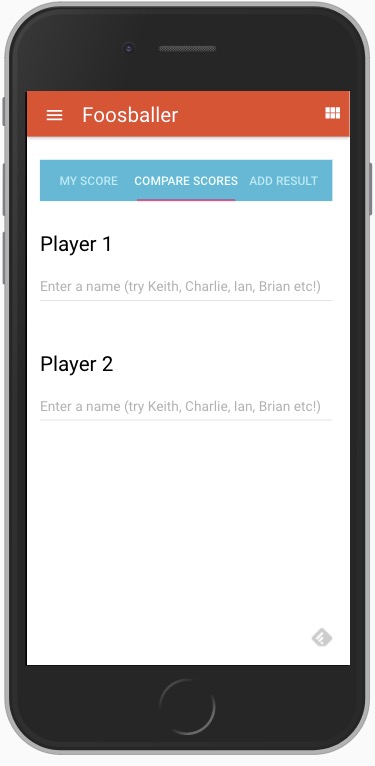 Foosballer
MY SCORE COMPARE SCORES ADD RESULT
Player 1
Enter a name (try Keith, Charlie, Ian, Brian etc!)
Player 2
Enter a name (try Keith, Charlie, Ian, Brian etc!)